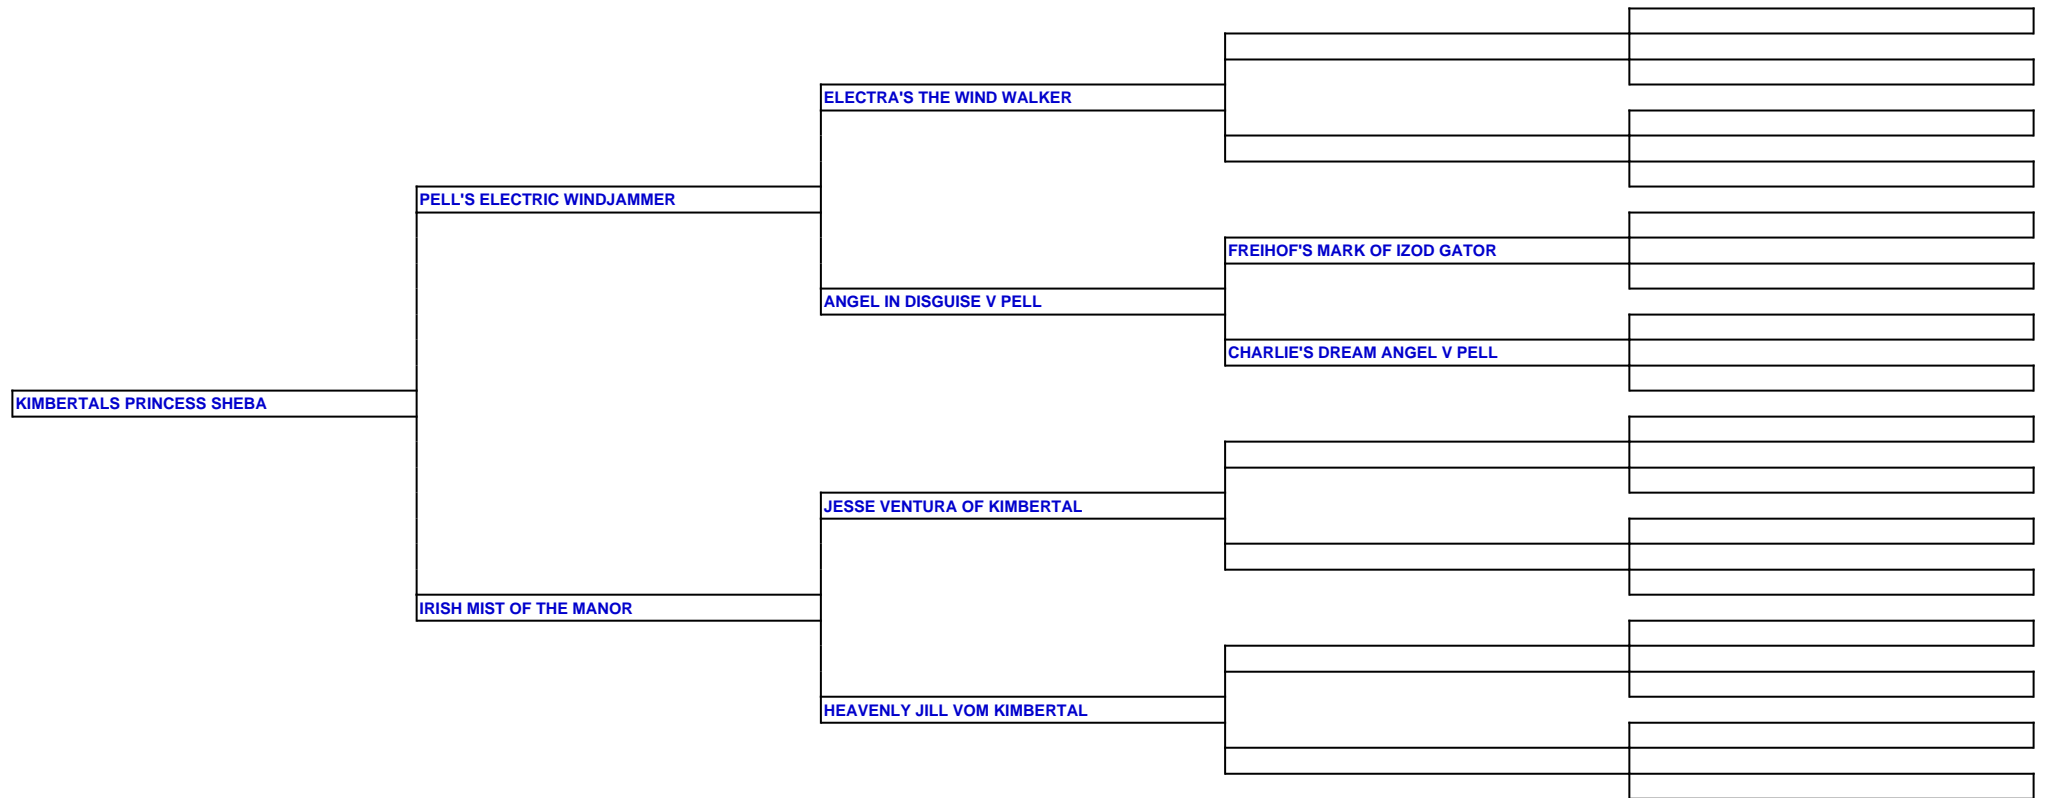 ELECTRA'S THE WIND WALKER
PELL'S ELECTRIC WINDJAMMER
FREIHOF'S MARK OF IZOD GATOR
ANGEL IN DISGUISE V PELL
CHARLIE'S DREAM ANGEL V PELL
KIMBERTALS PRINCESS SHEBA
JESSE VENTURA OF KIMBERTAL
IRISH MIST OF THE MANOR
HEAVENLY JILL VOM KIMBERTAL